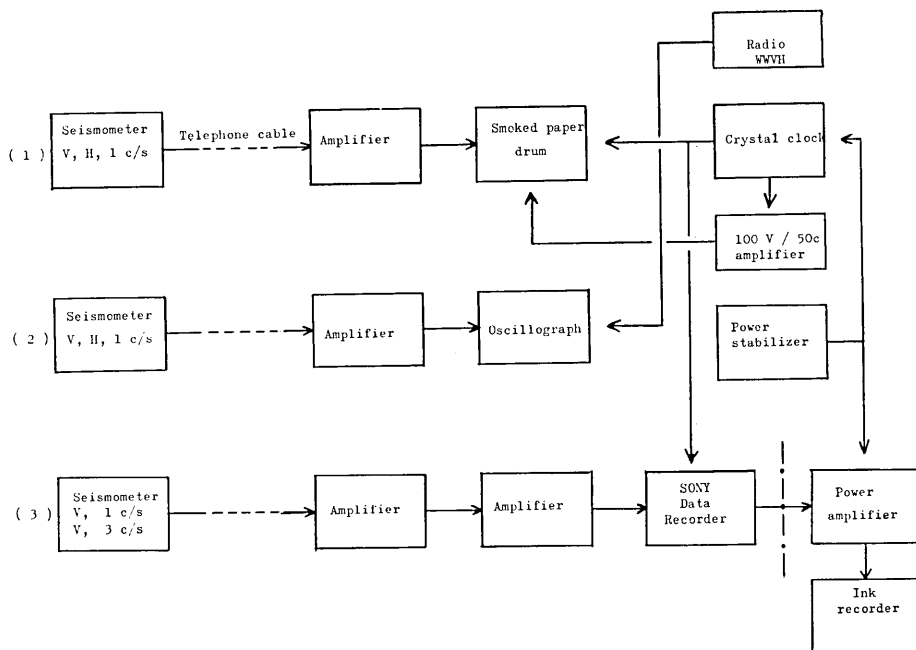 Radio
WWVH
( 1 )
Seismometer
V, H, 1 c/s
Telephone cable
Amplifier
Smoked paper
drum
Crystal clock
100 V / 50c
amplifier
( 2 )
Seismometer
V, H, 1 c/s
Amplifier
Oscillograph
Power
stabilizer
( 3 )
Seismometer
V, 1 c/s
V, 3 c/s
Amplifier
Amplifier
SONY
Data
Recorder
Power
amplifier
Ink
recorder